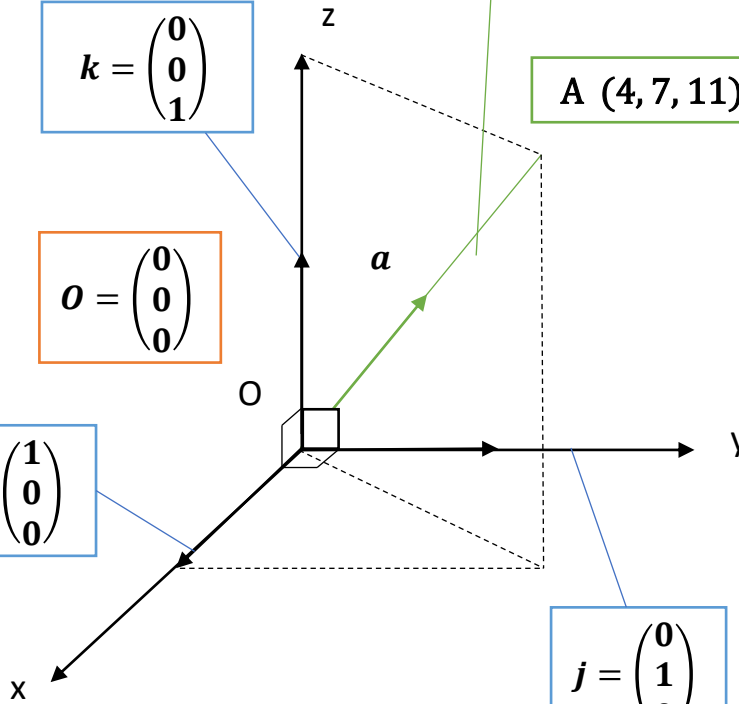 z
k = (0 0 1)
A (4, 7, 11)
a
O = (0 0 0)
O
y
(1 0 0)
j = (0 1
x